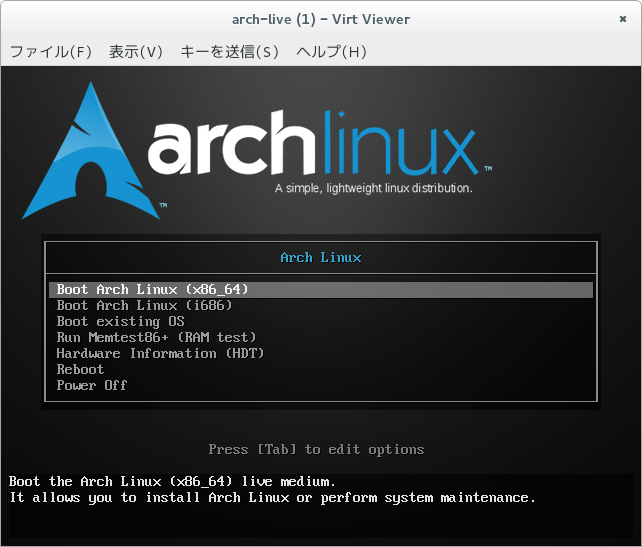 arch-live (1) - Virt Viewer ×
ファイル(F) 表示(V) キーを送信(S) ヘルプ(H)
archlinux™
A simple, lightweight linux distribution.
™
Arch Linux
Boot Arch Linux (x86_64)
Boot Arch Linux (i686)
Boot existing OS
Run Memtest86+ (RAM test)
Hardware Information (HDT)
Reboot
Power Off
Press [Tab] to edit options
Boot the Arch Linux (x86_64) live medium.
It allows you to install Arch Linux or perform system maintenance.